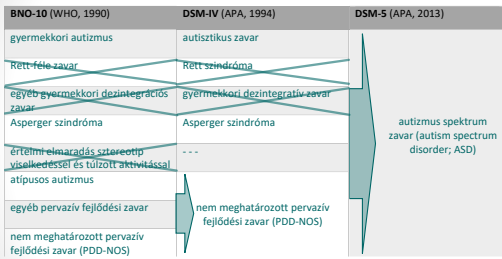 BNO-10 (WHO, 1990) DSM-IV (APA, 1994) DSM-5 (APA, 2013)
gyermekkori autizmus autisztikus zavar
Rett-féle zavar Rett szindróma
egyéb gyermekkori dezintegrációs zavar gyermekkori dezintegratív zavar
Asperger szindróma Asperger szindróma
értelmi elmaradás sztereotip
viselkedéssel és túlzott aktivitással
- - -
atípusos autizmus
egyéb pervazív fejlődési zavar
nem meghatározott pervazív
fejlődési zavar (PDD-NOS)
nem meghatározott pervazív
fejlődési zavar (PDD-NOS)
autizmus spektrum
zavar (autism spectrum
disorder; ASD)